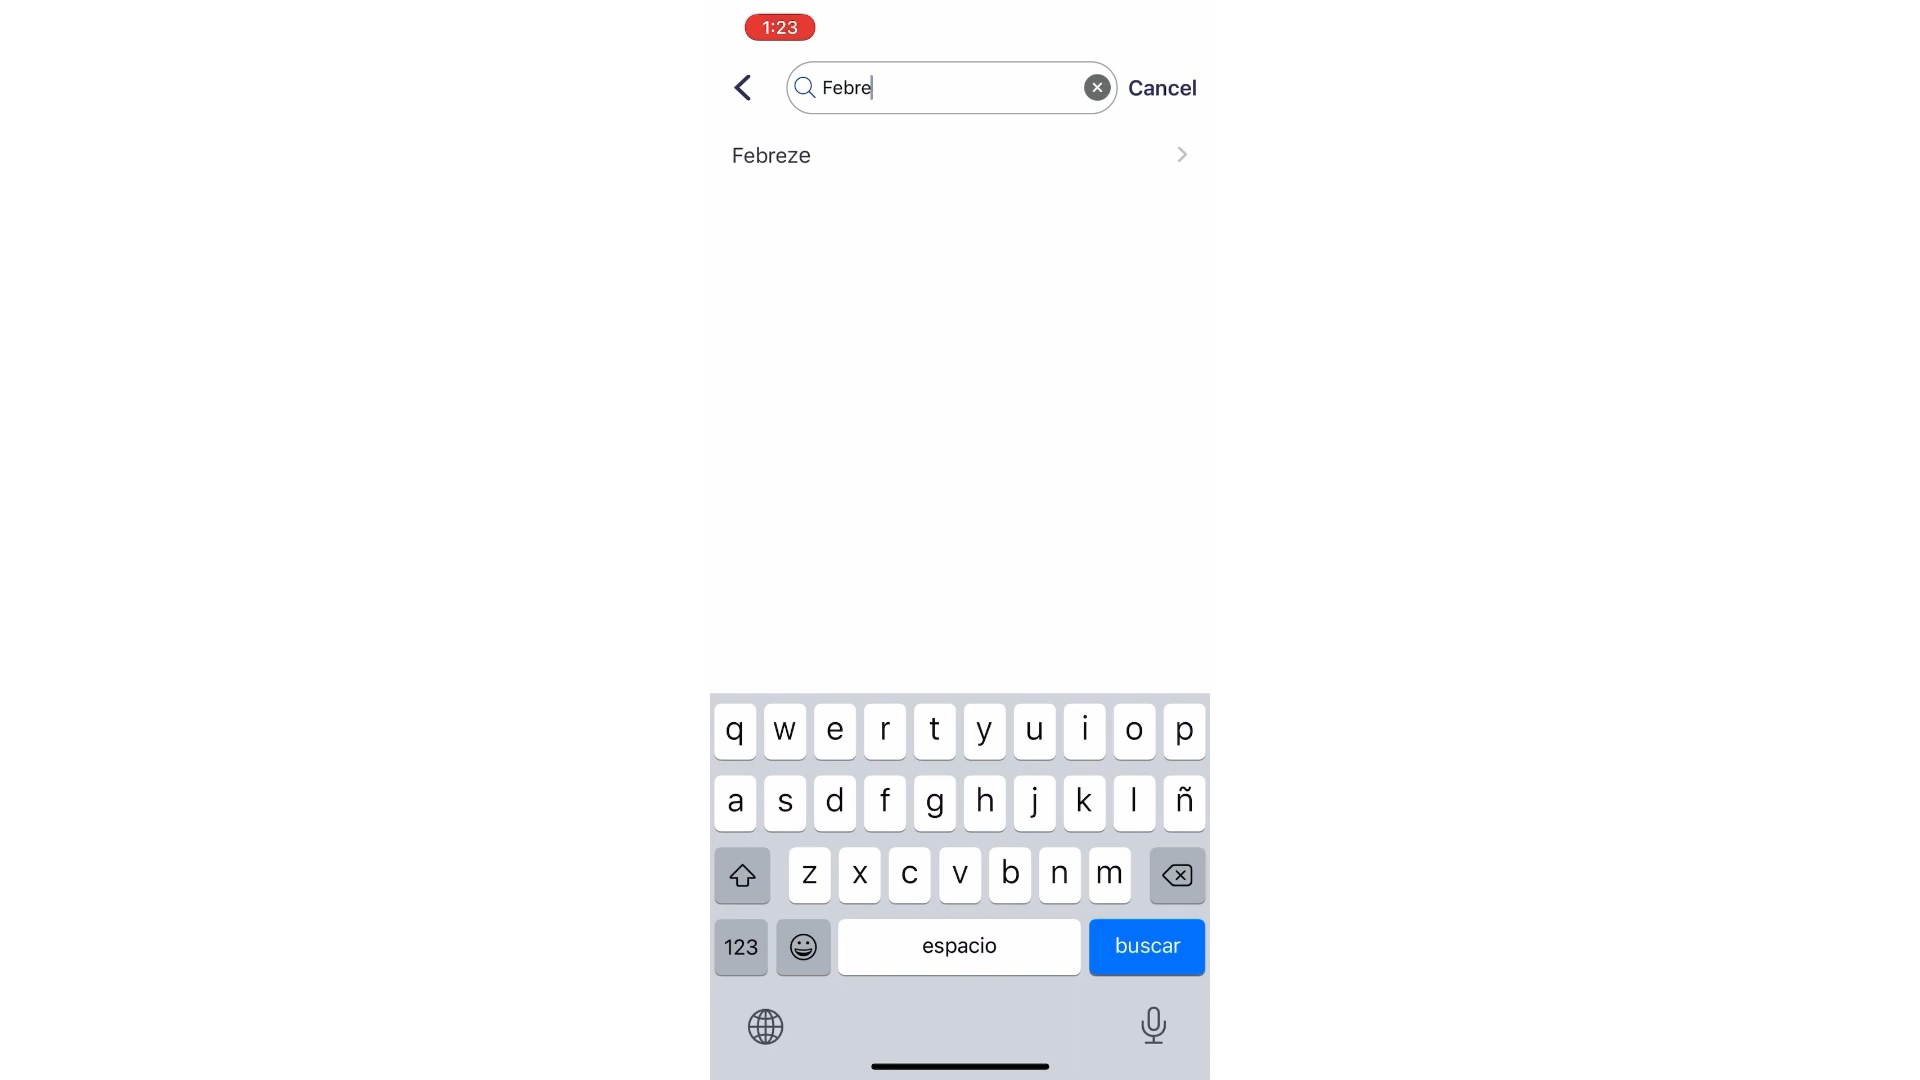 1:23
Febre Cancel
Febreze
q w e r t y u i o p
a s d f g h j k l ñ
z x c v b n m
123 espacio buscar